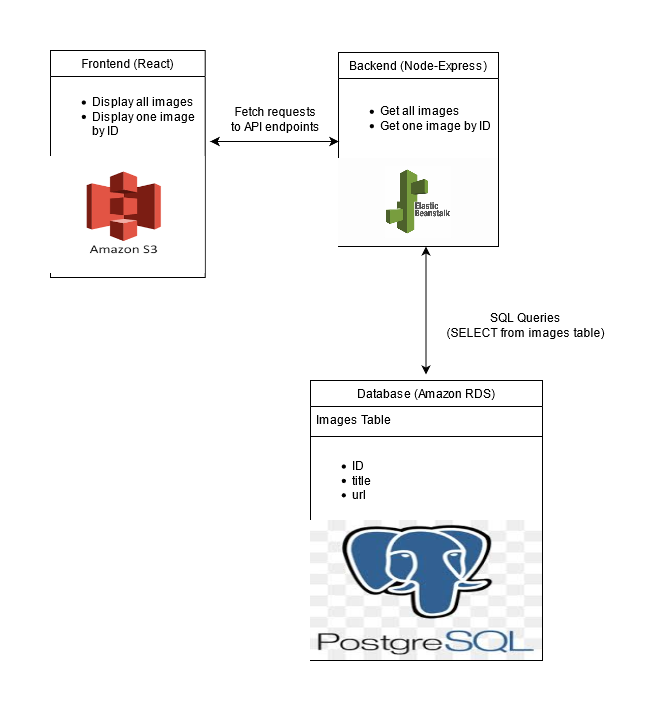 Frontend (React)
Display all images
Display one image
by ID
Amazon S3
Fetch requests
to API endpoints
Backend (Node-Express)
Get all images
Get one image by ID
Elastic
Beanstalk
SQL Queries
(SELECT from images table)
Database (Amazon RDS)
Images Table
ID
title
url
PostgreSQL